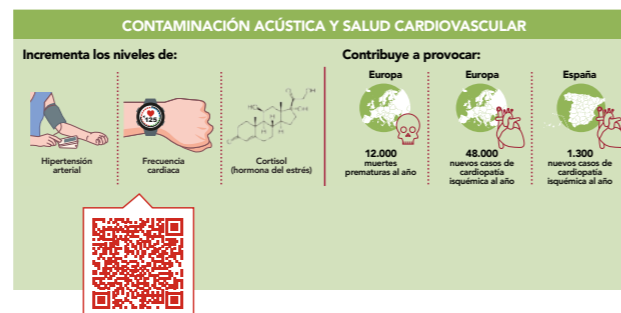 CONTAMINACIÓN ACÚSTICA Y SALUD CARDIOVASCULAR
Incrementa los niveles de:
Hipertensión
arterial
125
Frecuencia
cardiaca
Cortisol
(hormona del estrés)
Contribuye a provocar:
Europa
12.000
muertes
prematuras al año
Europa
48.000
nuevos casos de
cardiopatía
isquémica al año
España
1.300
nuevos casos de
cardiopatía
isquémica al año